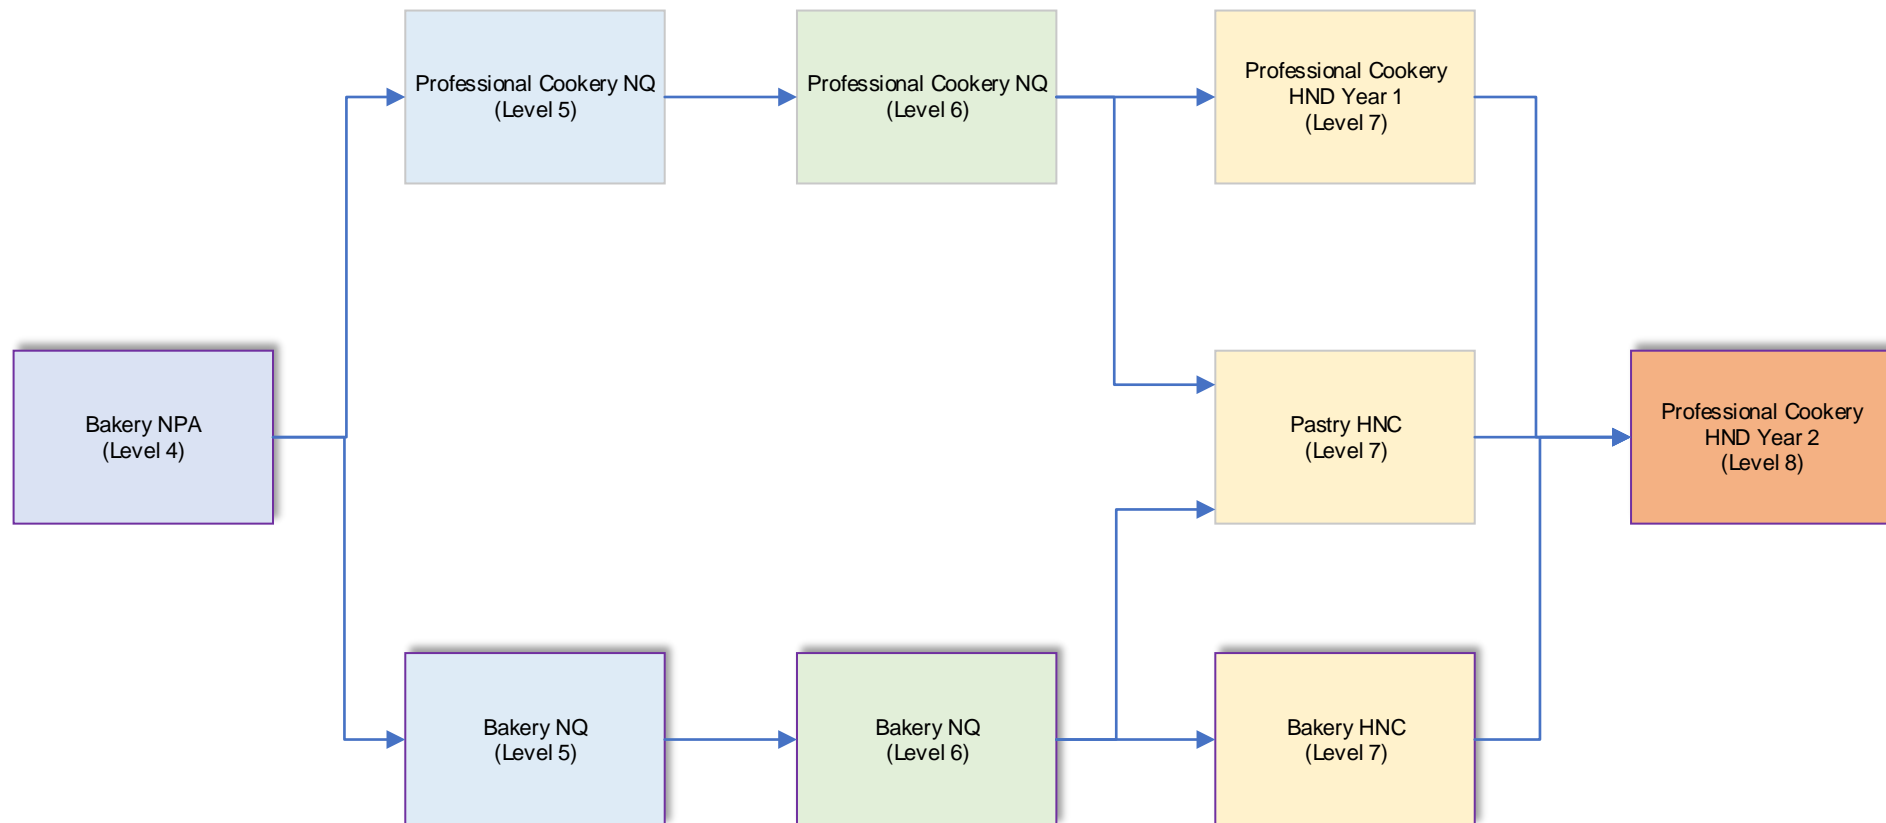 Professional Cookery NQ
(Level 5)
Professional Cookery NQ
(Level 6)
Professional Cookery
HND Year 1
(Level 7)
Bakery NPA
(Level 4)
Pastry HNC
(Level 7)
Professional Cookery
HND Year 2
(Level 8)
Bakery NQ
(Level 5)
Bakery NQ
(Level 6)
Bakery HNC
(Level 7)